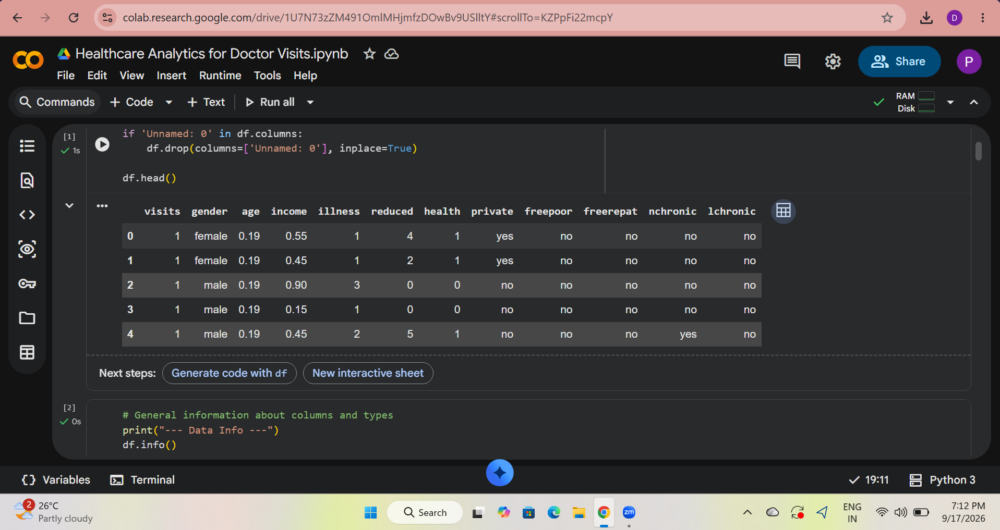 colab.research.google.com/drive/1U7N73zZM491OmlMHjmfzDOwBv9USlltY#scrollTo=KZPpFi22mcpY
D
CO
Healthcare Analytics for Doctor Visits.ipynb
File Edit View Insert Runtime Tools Help
Share
P
Commands + Code + Text Run all
RAM
Disk
[1]
1s
if 'Unnamed: 0' in df.columns:
df.drop(columns=['Unnamed: 0'], inplace=True)
df.head()
visits gender age income illness reduced health private freepoor freerepat nchronic lchronic
0 1 female 0.19 0.55 1 4 1 yes no no no no
1 1 female 0.19 0.45 1 2 1 yes no no no no
2 1 male 0.19 0.90 3 0 0 no no no no no
3 1 male 0.19 0.15 1 0 0 no no no no no
4 1 male 0.19 0.45 2 5 1 no no no yes no
Next steps: Generate code with df New interactive sheet
[2]
0s
# General information about columns and types
print("--- Data Info ---")
df.info()
{} Variables Terminal
19:11 Python 3
2
26°C
Partly cloudy
Search
zm
ENG
IN
7:12 PM
9/17/2026